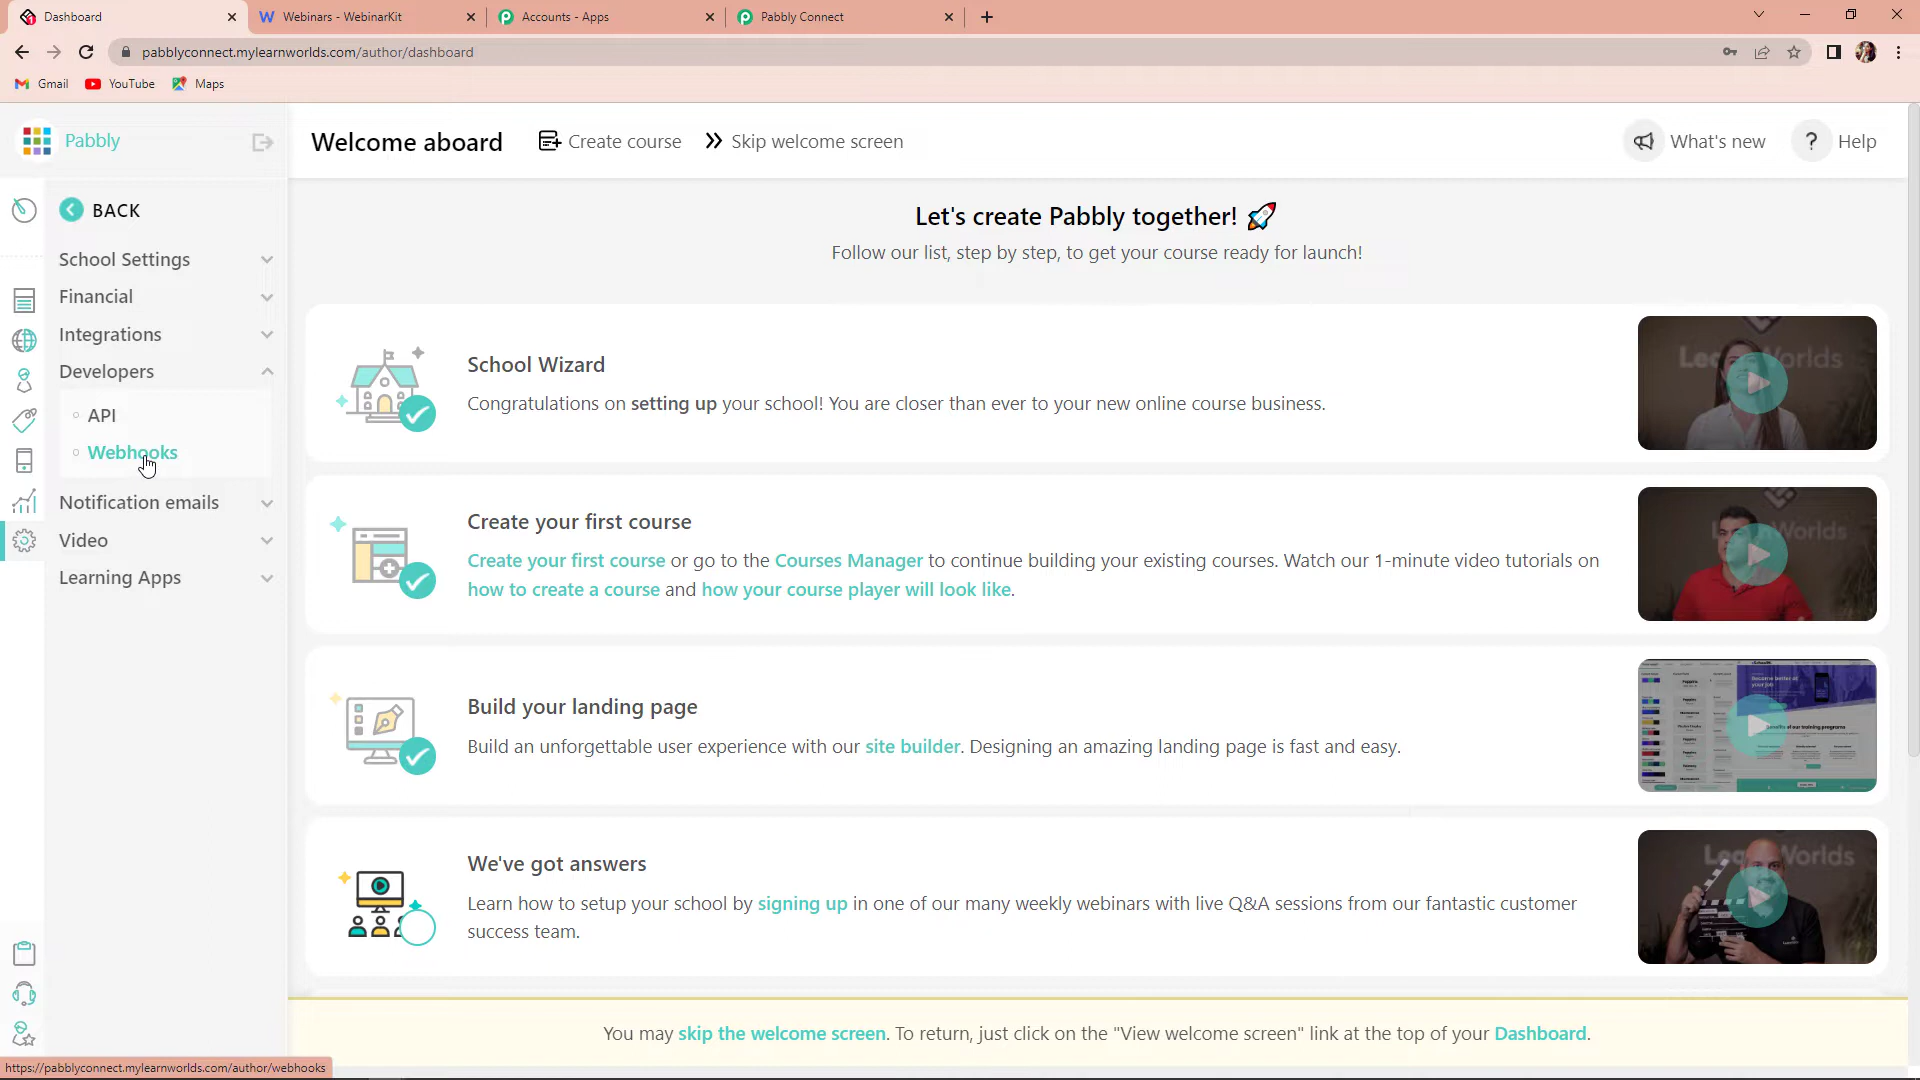 Dashboard
Webinars - WebinarKit
Accounts - Apps
Pabbly Connect
pabblyconnect.mylearnworlds.com/author/dashboard
Gmail
YouTube
Maps
Pabbly
Welcome aboard
Create course
Skip welcome screen
What's new
? Help
BACK
School Settings
Financial
Integrations
Developers
API
Webhooks
Notification emails
Video
Learning Apps
Let's create Pabbly together! 🚀
Follow our list, step by step, to get your course ready for launch!
School Wizard
Congratulations on setting up your school! You are closer than ever to your new online course business.
Create your first course
Create your first course or go to the Courses Manager to continue building your existing courses. Watch our 1-minute video tutorials on
how to create a course and how your course player will look like.
Build your landing page
Build an unforgettable user experience with our site builder. Designing an amazing landing page is fast and easy.
We've got answers
Learn how to setup your school by signing up in one of our many weekly webinars with live Q&A sessions from our fantastic customer
success team.
You may skip the welcome screen. To return, just click on the "View welcome screen" link at the top of your Dashboard.
https://pabblyconnect.mylearnworlds.com/author/webhooks